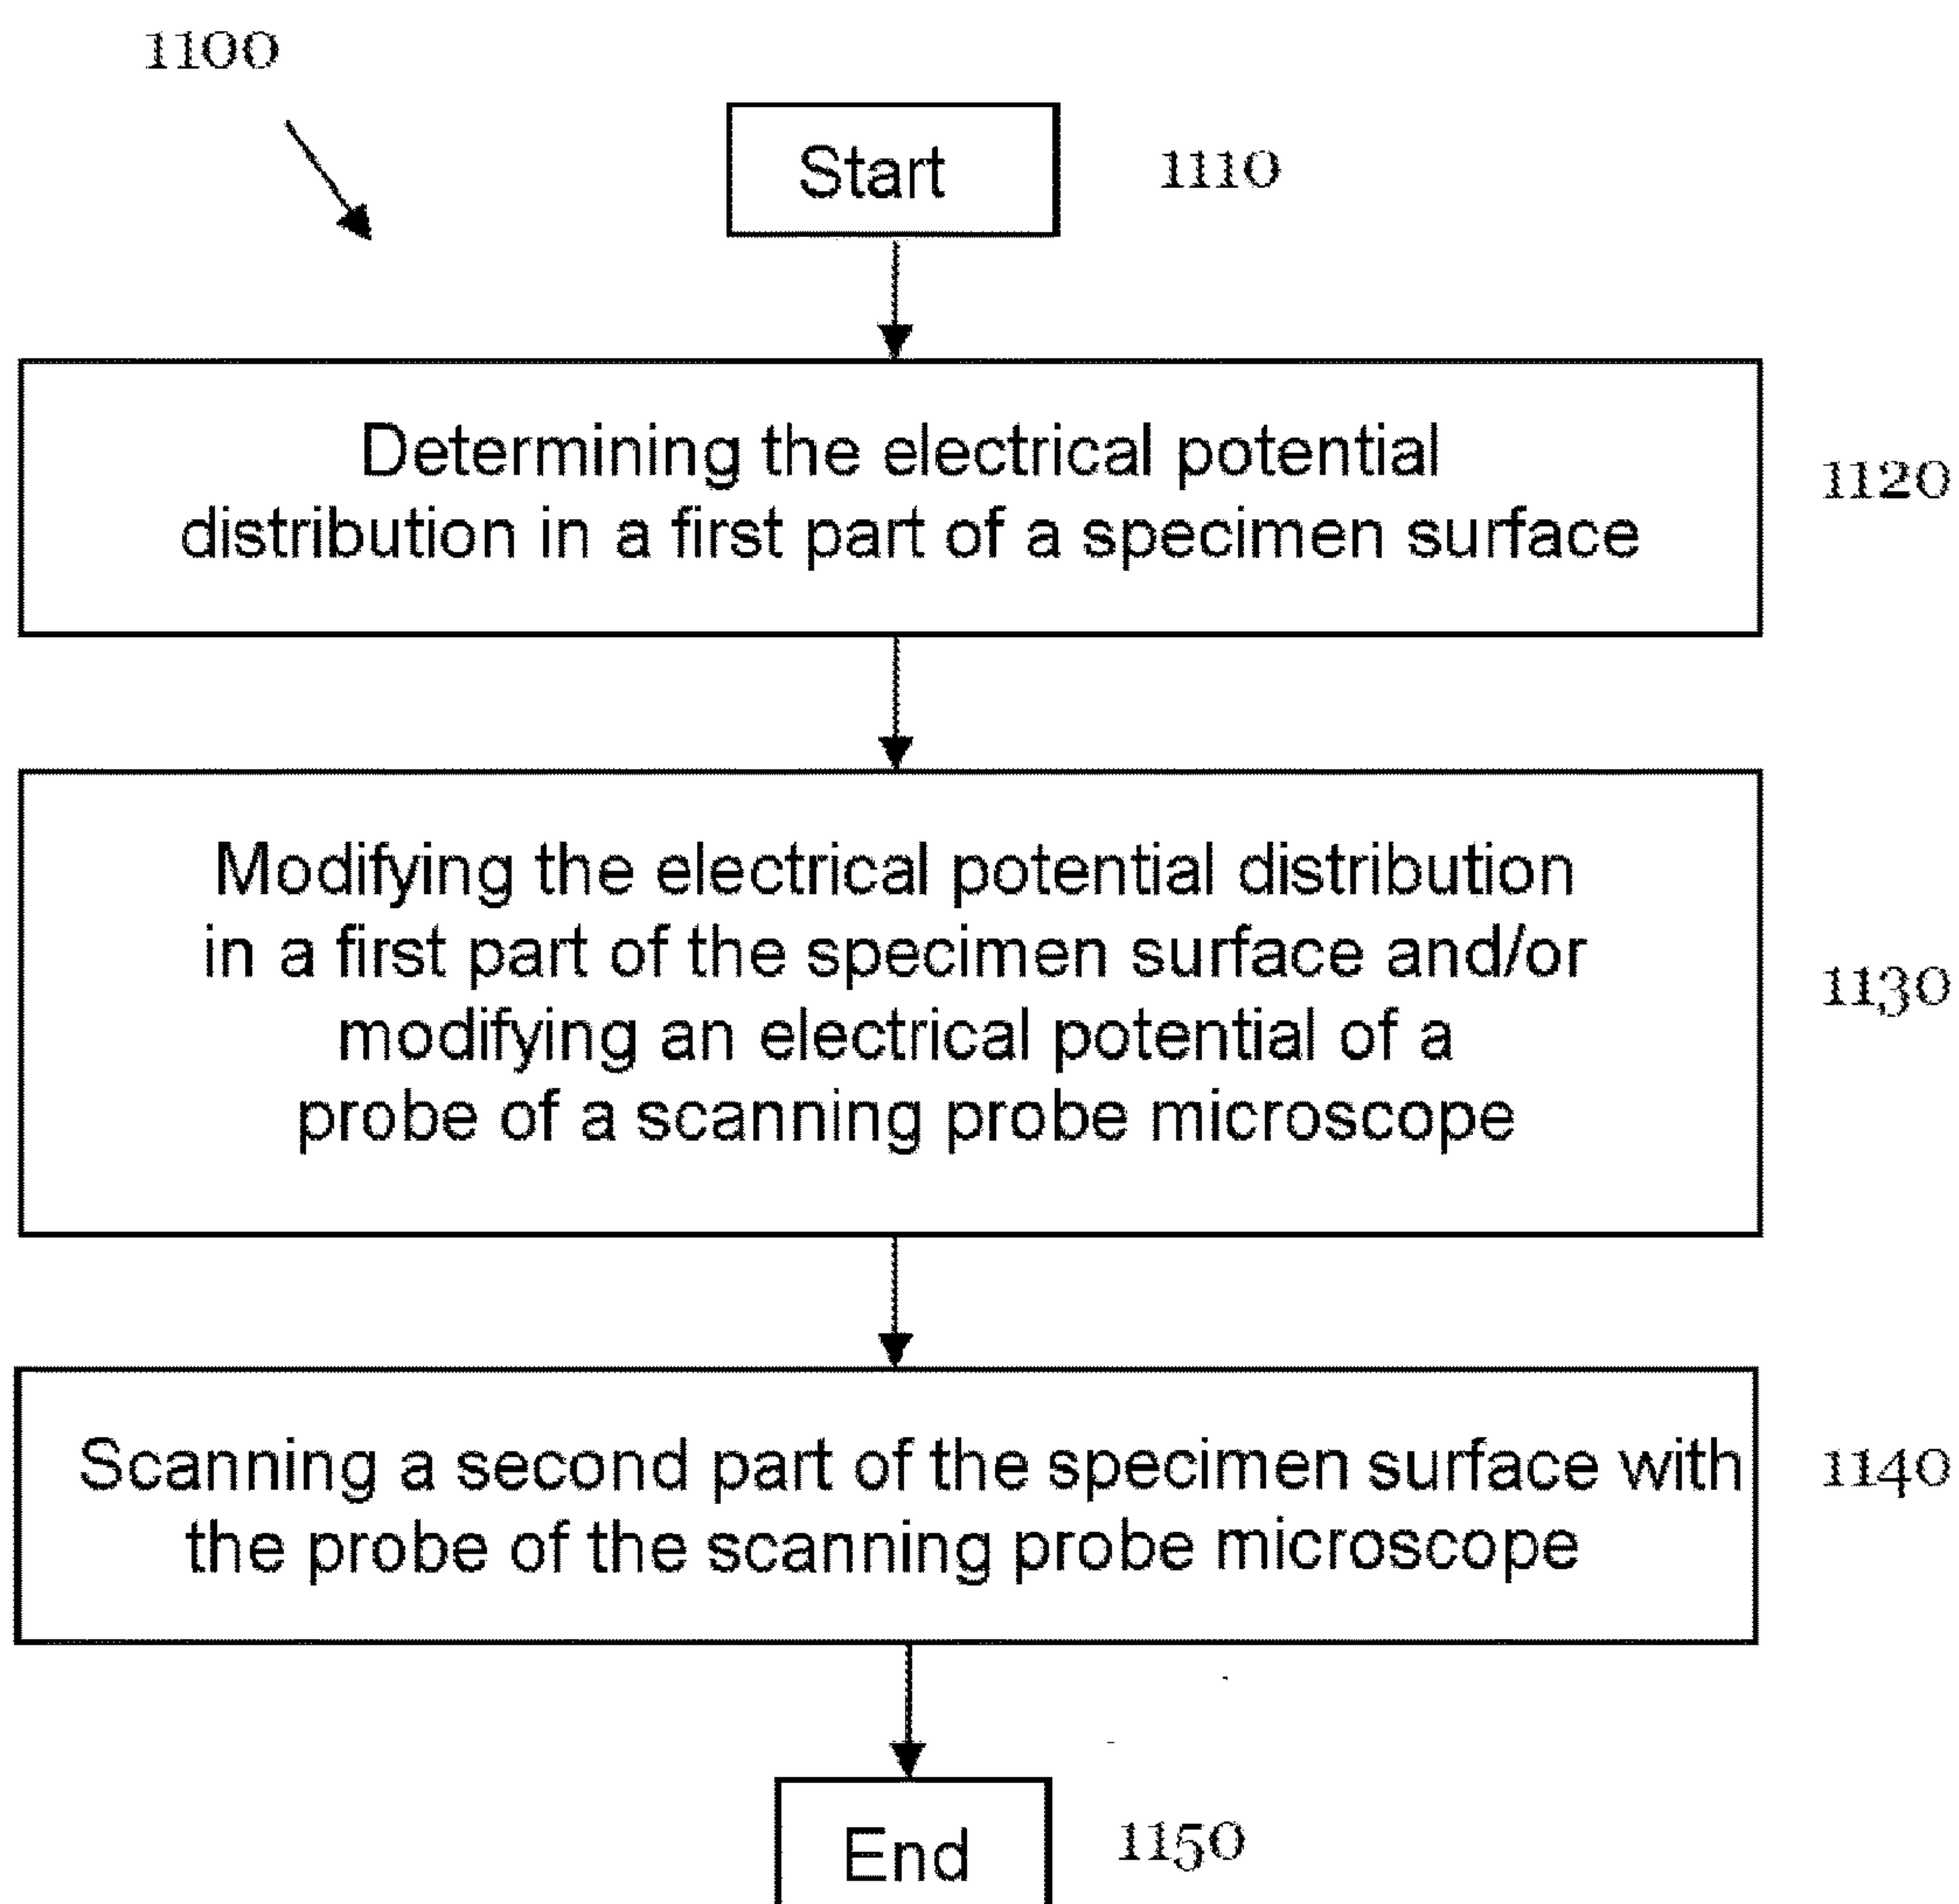 1100
Start
1110
Determining the electrical potential
distribution in a first part of a specimen surface
1120
Modifying the electrical potential distribution
in a first part of the specimen surface and/or
modifying an electrical potential of a
probe of a scanning probe microscope
1130
Scanning a second part of the specimen surface with
the probe of the scanning probe microscope
1140
End
1150